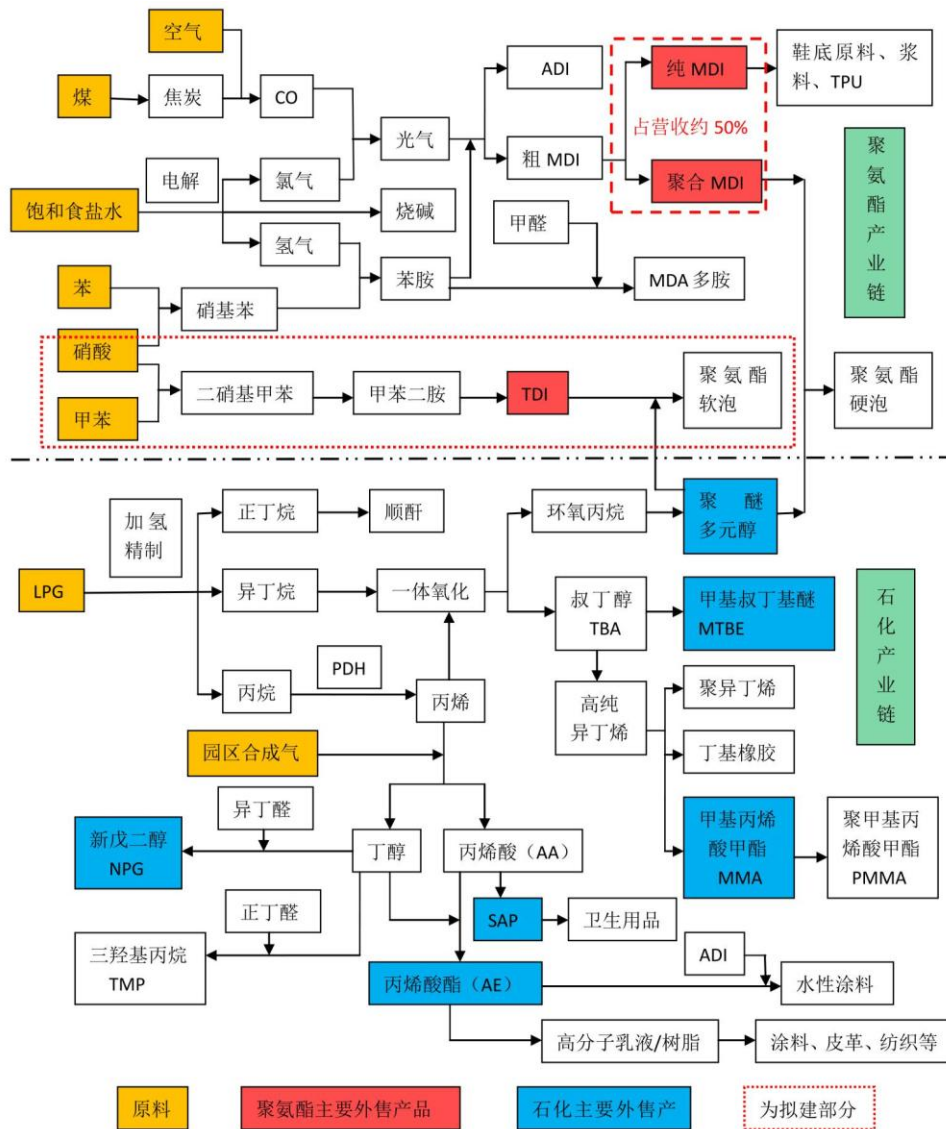 空气
煤
焦炭
CO
ADI
纯 MDI
鞋底原料、浆
料、TPU
光气
占营收约 50%
粗 MDI
聚合 MDI
电解
氯气
饱和食盐水
烧碱
甲醛
氢气
苯胺
MDA 多胺
聚
氨
酯
产
业
链
苯
硝基苯
硝酸
二硝基甲苯
甲苯二胺
TDI
聚氨酯
软泡
聚氨酯
硬泡
甲苯
加氢
精制
正丁烷
顺酐
环氧丙烷
聚醚
多元醇
LPG
异丁烷
一体氧化
叔丁醇
TBA
甲基叔丁基醚
MTBE
石
化
产
业
链
PDH
丙烷
丙烯
高纯
异丁烯
聚异丁烯
丁基橡胶
园区合成气
异丁醛
新戊二醇
NPG
丁醇
丙烯酸（AA）
甲基丙烯
酸甲酯
MMA
聚甲基丙
烯酸甲酯
PMMA
正丁醛
SAP
卫生用品
三羟基丙烷
TMP
ADI
丙烯酸酯（AE）
水性涂料
高分子乳液/树脂
涂料、皮革、纺织等
原料
聚氨酯主要外售产品
石化主要外售产
为拟建部分